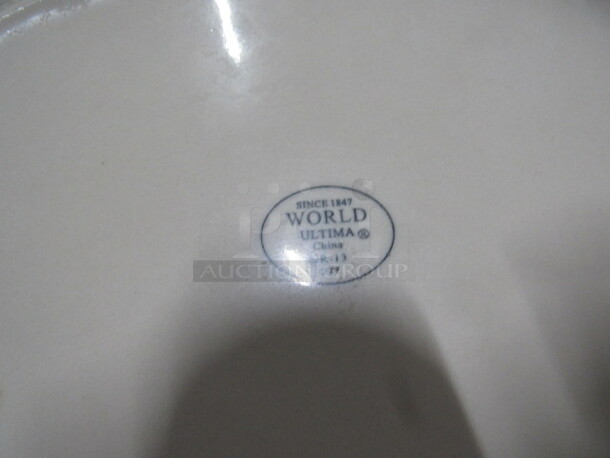 SINCE 1847
WORLD
ULTIMA ®
China
AUCTION GROUP